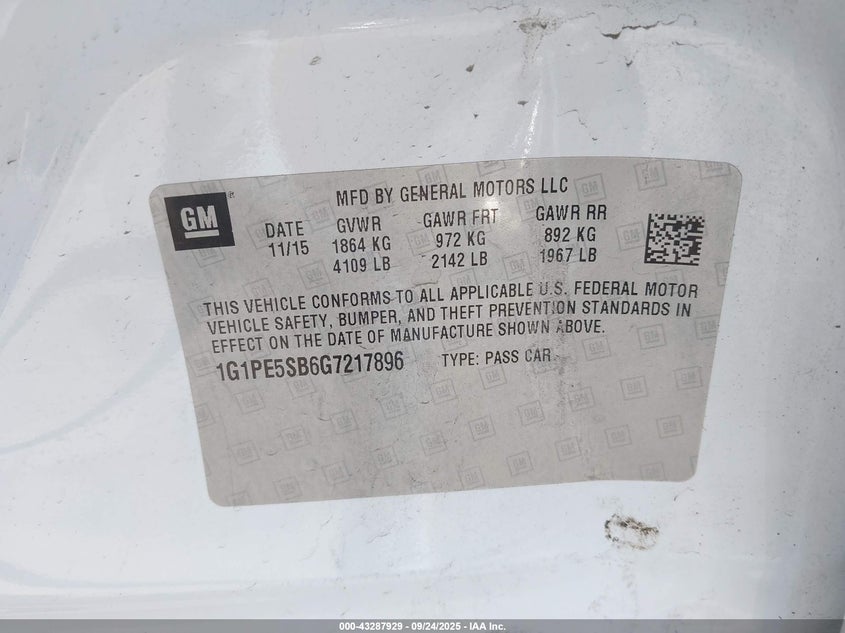 GM
MFD BY GENERAL MOTORS LLC
DATE GVWR GAWR FRT GAWR RR
11/15 1864 KG 972 KG 892 KG
4109 LB 2142 LB 1967 LB
THIS VEHICLE CONFORMS TO ALL APPLICABLE U.S. FEDERAL MOTOR
VEHICLE SAFETY, BUMPER, AND THEFT PREVENTION STANDARDS IN
EFFECT ON THE DATE OF MANUFACTURE SHOWN ABOVE.
1G1PE5SB6G7217896 TYPE: PASS CAR
000-43287929 - 09/24/2025 - IAA Inc.